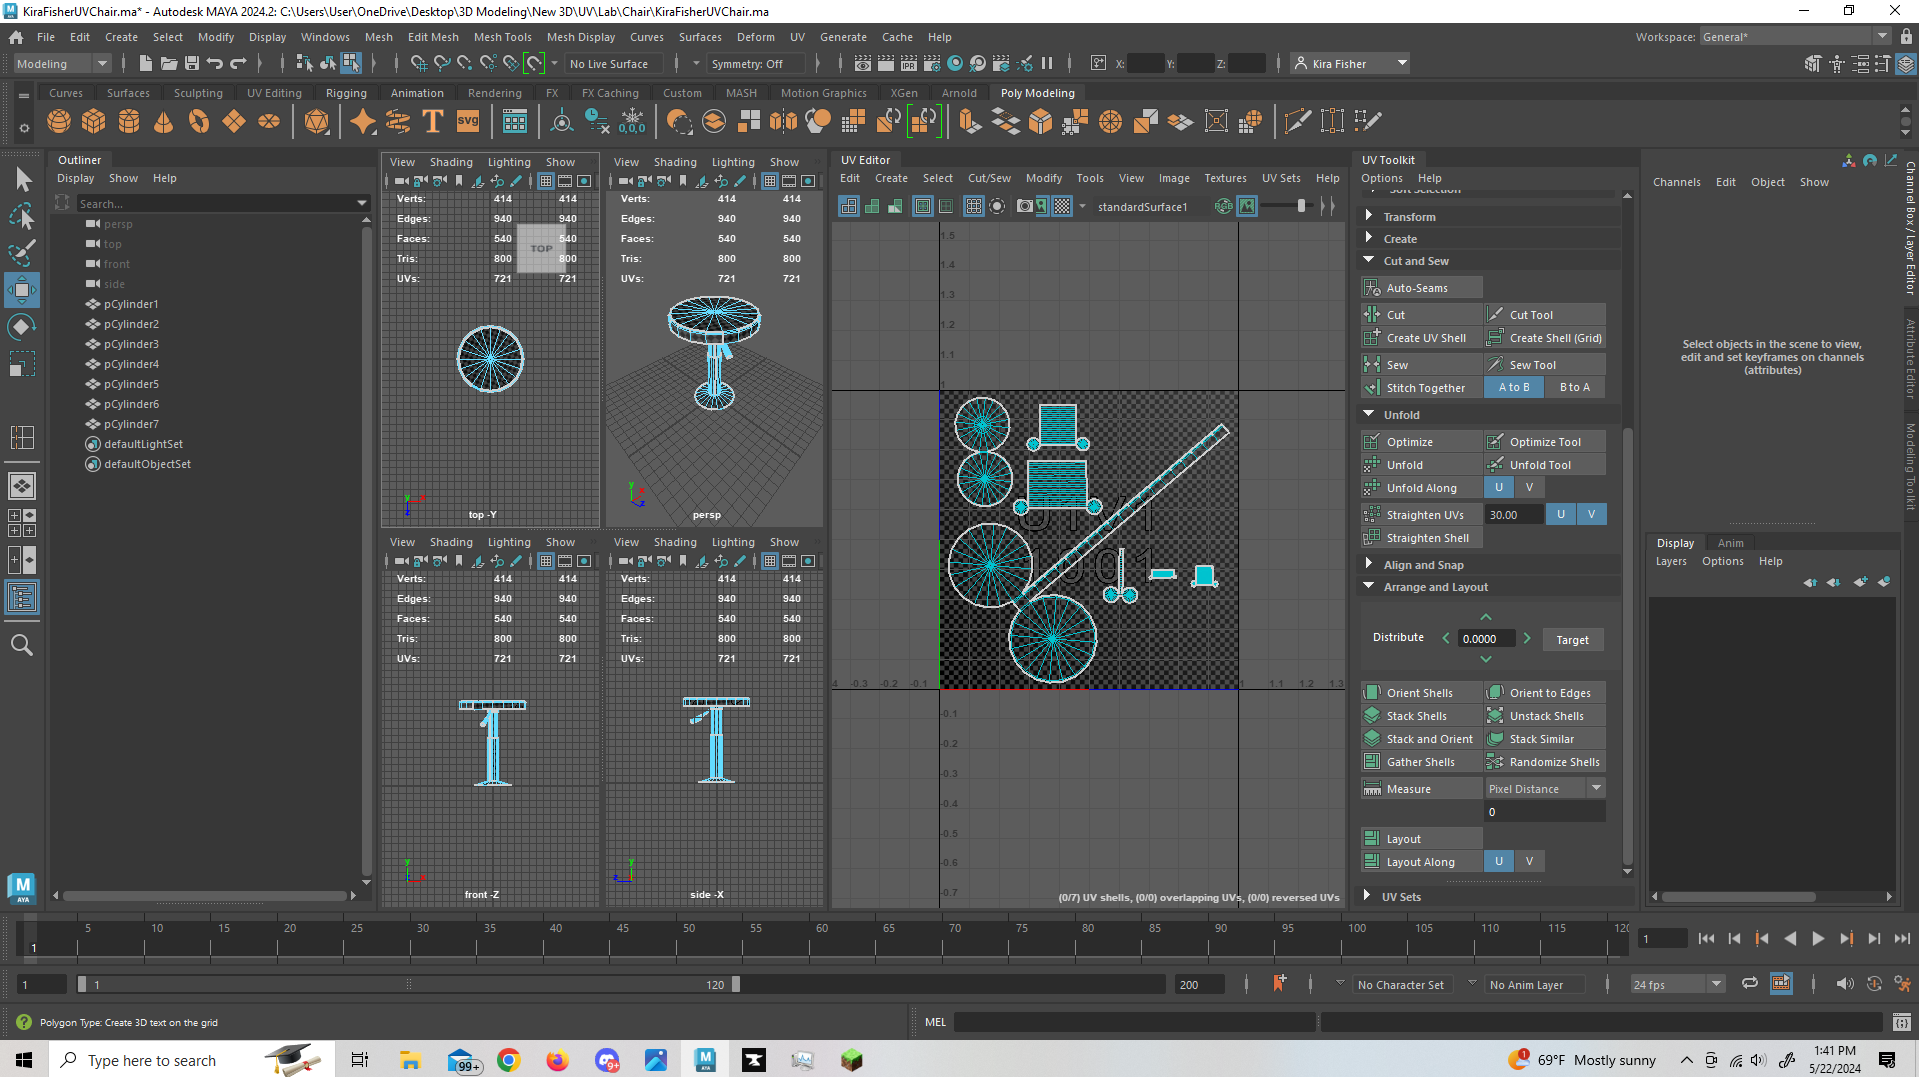 KiraFisherUVChair.ma* - Autodesk MAYA 2024.2: C:\Users\User\OneDrive\Desktop\3D Modeling\New 3D\UV\Lab\Chair\KiraFisherUVChair.ma
File Edit Create Select Modify Display Windows Mesh Edit Mesh Mesh Tools Mesh Display Curves Surfaces Deform UV Generate Cache Help
Workspace: General*
Modeling
No Live Surface
Symmetry: Off
X: Y: Z:
Kira Fisher
Curves Surfaces Sculpting UV Editing Rigging Animation Rendering FX FX Caching Custom MASH Motion Graphics XGen Arnold Poly Modeling
Outliner
Display Show Help
Search...
persp
top
front
side
pCylinder1
pCylinder2
pCylinder3
pCylinder4
pCylinder5
pCylinder6
pCylinder7
defaultLightSet
defaultObjectSet
View Shading Lighting Show
Verts: 414 414
Edges: 940 940
Faces: 540 540
Tris: 800 800
UVs: 721 721
TOP
top -Y
View Shading Lighting Show
Verts: 414 414
Edges: 940 940
Faces: 540 540
Tris: 800 800
UVs: 721 721
persp
View Shading Lighting Show
Verts: 414 414
Edges: 940 940
Faces: 540 540
Tris: 800 800
UVs: 721 721
front -Z
View Shading Lighting Show
Verts: 414 414
Edges: 940 940
Faces: 540 540
Tris: 800 800
UVs: 721 721
side -X
UV Editor
Edit Create Select Cut/Sew Modify Tools View Image Textures UV Sets Help
standardSurface1
1.5
1.4
1.3
1.2
1.1
1
4 -0.3 -0.2 -0.1 1 1.1 1.2 1.3
-0.1
-0.2
-0.3
-0.4
-0.5
-0.6
-0.7
(0/7) UV shells, (0/0) overlapping UVs, (0/0) reversed UVs
UV Toolkit
Options Help
Soft Selection
Transform
Create
Cut and Sew
Auto-Seams
Cut Cut Tool
Create UV Shell Create Shell (Grid)
Sew Sew Tool
Stitch Together A to B B to A
Unfold
Optimize Optimize Tool
Unfold Unfold Tool
Unfold Along U V
Straighten UVs 30.00 U V
Straighten Shell
Align and Snap
Arrange and Layout
Distribute 0.0000 Target
Orient Shells Orient to Edges
Stack Shells Unstack Shells
Stack and Orient Stack Similar
Gather Shells Randomize Shells
Measure Pixel Distance
0
Layout
Layout Along U V
UV Sets
Channels Edit Object Show
Select objects in the scene to view,
edit and set keyframes on channels
(attributes)
Display Anim
Layers Options Help
Channel Box / Layer Editor
Attribute Editor
Modeling Toolkit
5 10 15 20 25 30 35 40 45 50 55 60 65 70 75 80 85 90 95 100 105 110 115 120
1
1
1 1 120 200
No Character Set
No Anim Layer
24 fps
Polygon Type: Create 3D text on the grid
MEL
Type here to search
99+
69°F Mostly sunny
1:41 PM
5/22/2024